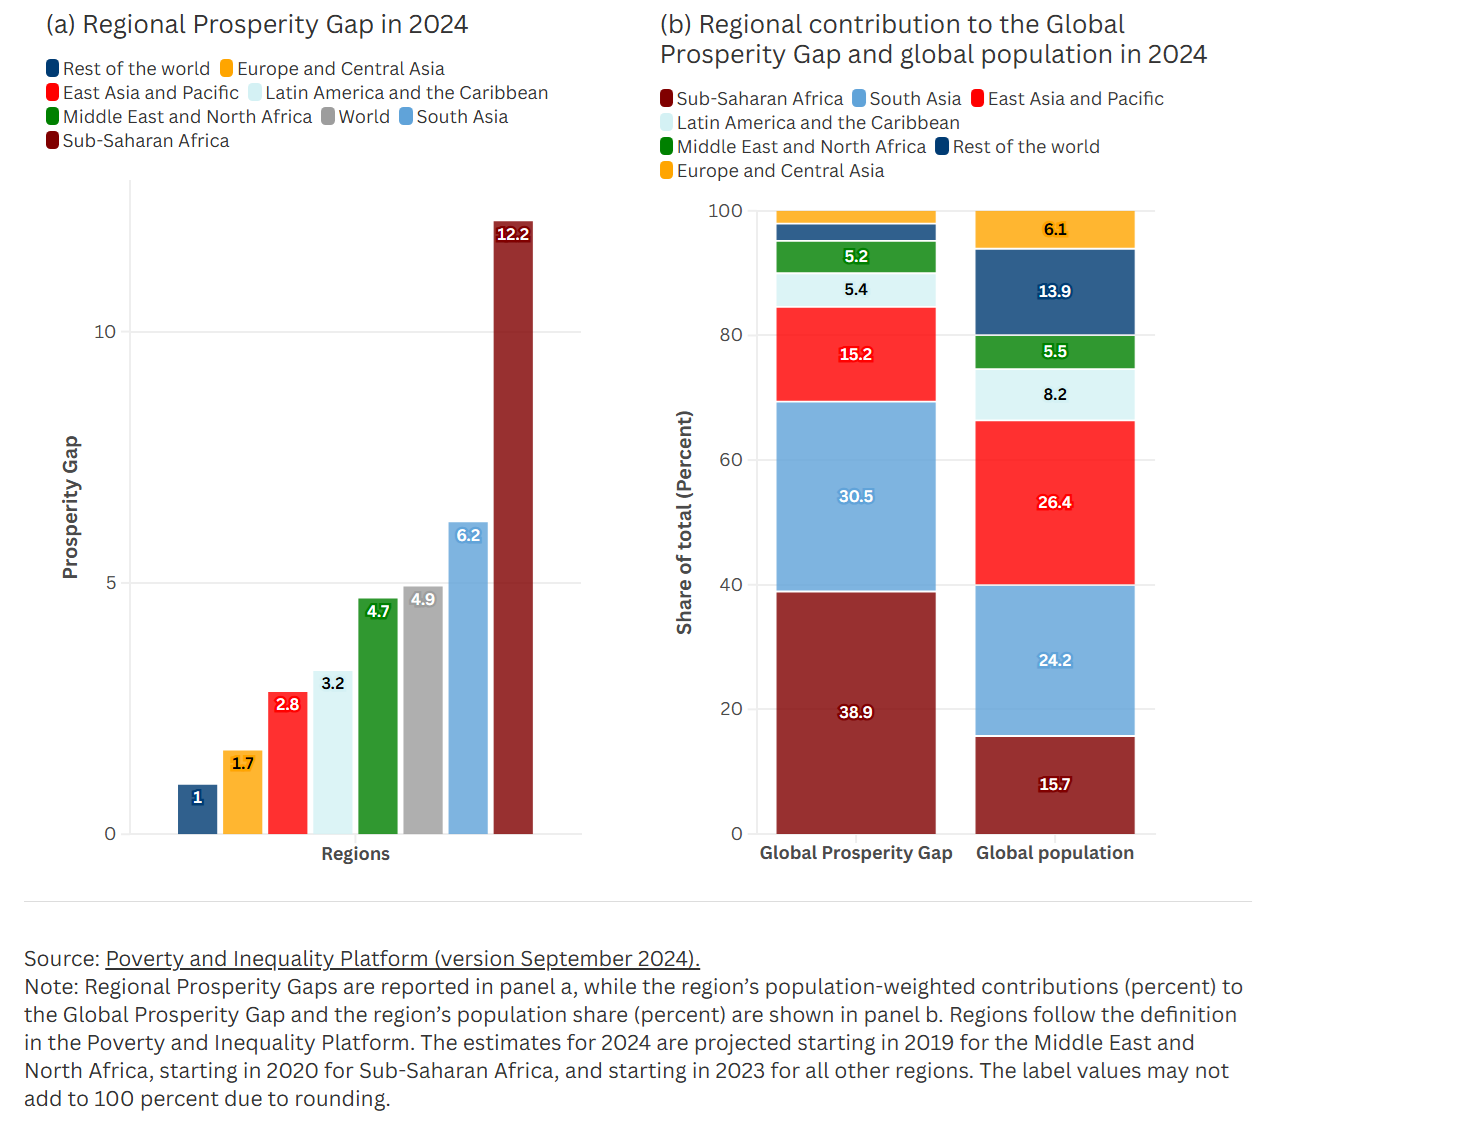 (a) Regional Prosperity Gap in 2024
Rest of the world Europe and Central Asia
East Asia and Pacific Latin America and the Caribbean
Middle East and North Africa World South Asia
Sub-Saharan Africa
Prosperity Gap
10
5
0
1
1.7
2.8
3.2
4.7
4.9
6.2
12.2
Regions
(b) Regional contribution to the Global
Prosperity Gap and global population in 2024
Sub-Saharan Africa South Asia East Asia and Pacific
Latin America and the Caribbean
Middle East and North Africa Rest of the world
Europe and Central Asia
Share of total (Percent)
100
80
60
40
20
0
5.2
5.4
15.2
30.5
38.9
6.1
13.9
5.5
8.2
26.4
24.2
15.7
Global Prosperity Gap Global population
Source: Poverty and Inequality Platform (version September 2024).
Note: Regional Prosperity Gaps are reported in panel a, while the region’s population-weighted contributions (percent) to
the Global Prosperity Gap and the region’s population share (percent) are shown in panel b. Regions follow the definition
in the Poverty and Inequality Platform. The estimates for 2024 are projected starting in 2019 for the Middle East and
North Africa, starting in 2020 for Sub-Saharan Africa, and starting in 2023 for all other regions. The label values may not
add to 100 percent due to rounding.